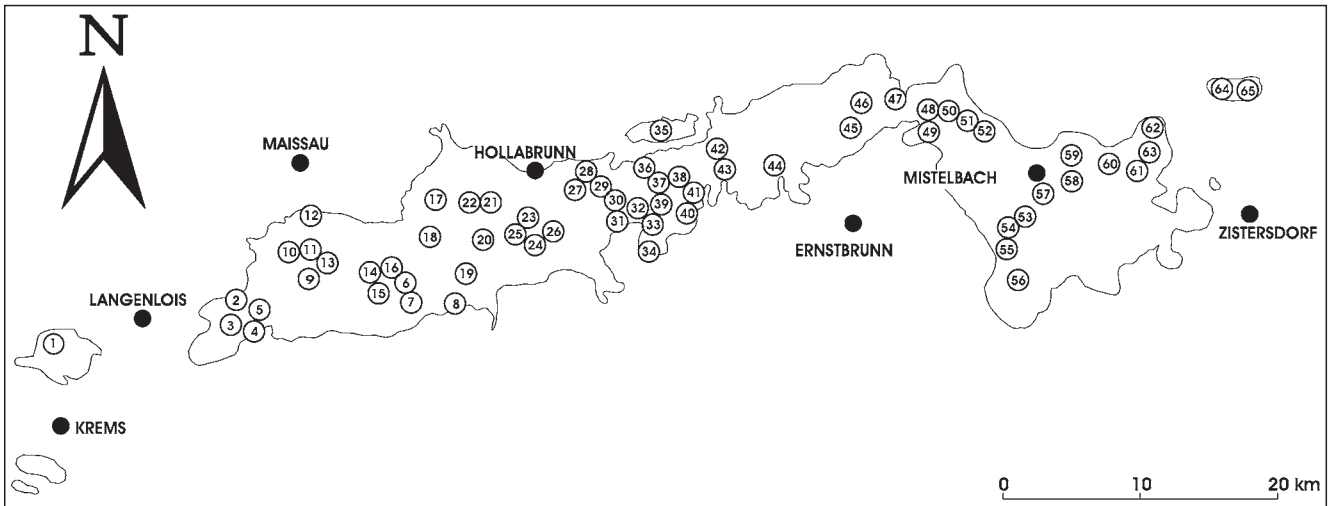 N
64 65
46 47
48 50
35 51 62
45 49 52
MAISSAU 42 59 63
HOLLABRUNN 36 43 44 60 61
28 37 38 MISTELBACH 58
27 29 41 57
17 22 21 30 32 39 40
12 23 31 33 53 ZISTERSDORF
18 20 25 26 54
10 11 24 34 ERNSTBRUNN 55
13
9 14 16 19 56
6
LANGENLOIS 2 15 7 8
5
3 4
1
KREMS
0 10 20 km